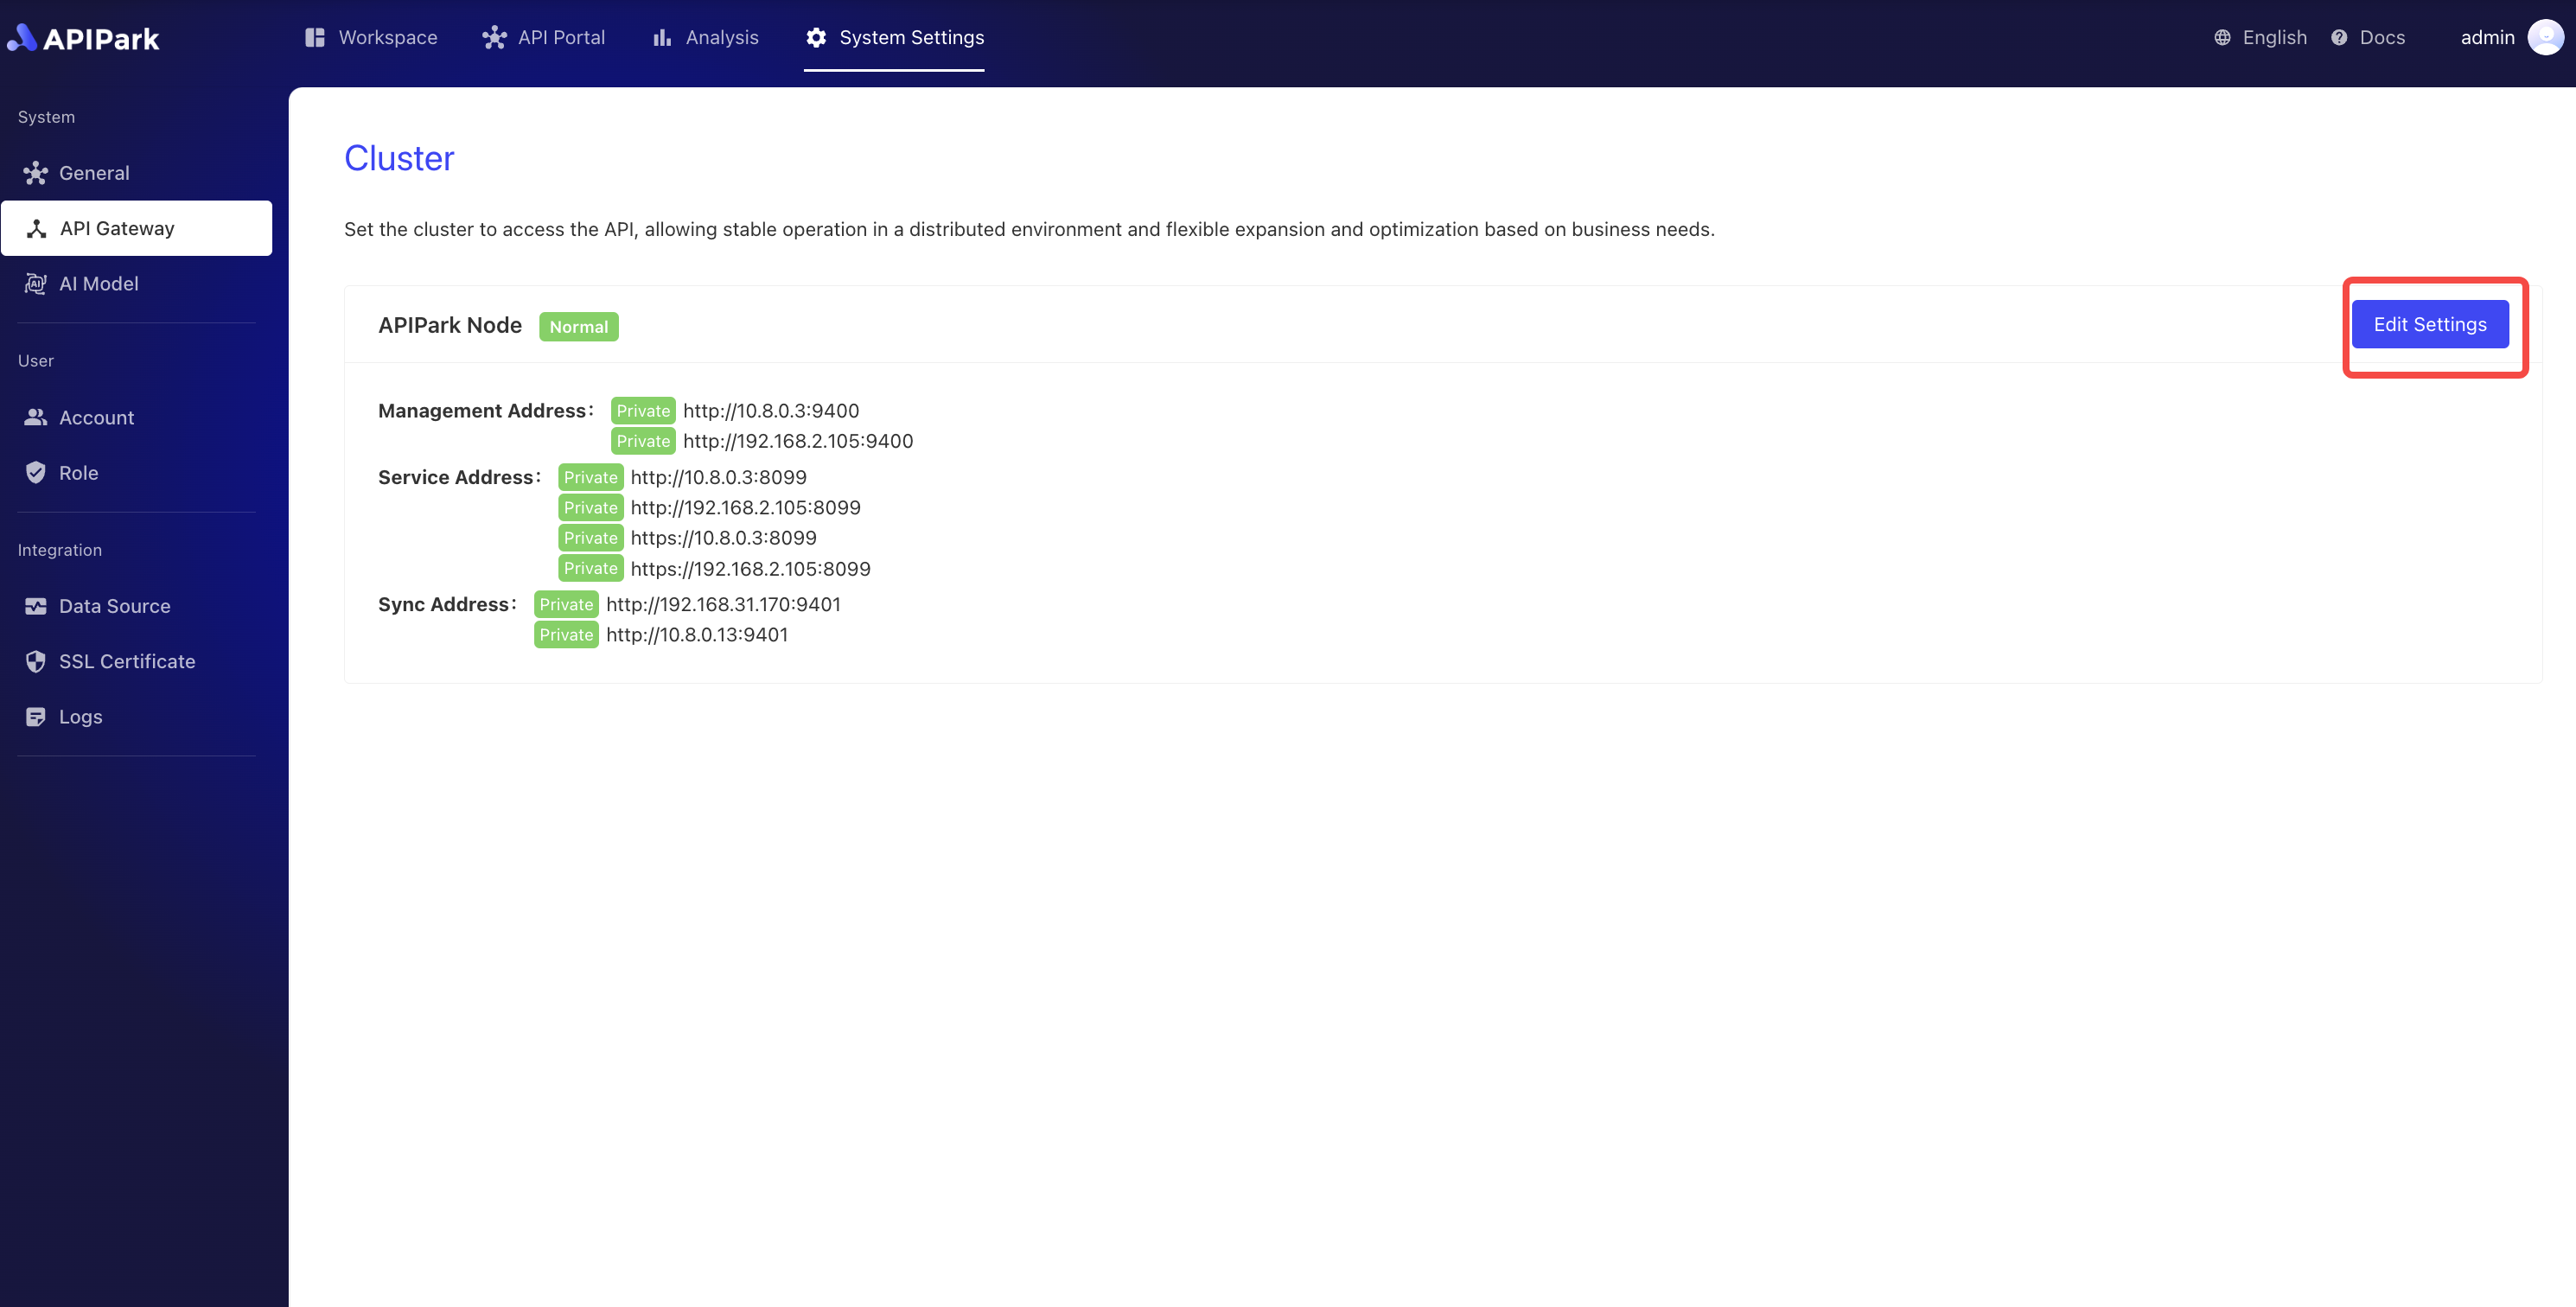 APIPark
Workspace
API Portal
Analysis
System Settings
English
Docs
admin
System
General
API Gateway
AI Model
User
Account
Role
Integration
Data Source
SSL Certificate
Logs
Cluster
Set the cluster to access the API, allowing stable operation in a distributed environment and flexible expansion and optimization based on business needs.
APIPark Node Normal
Edit Settings
Management Address: Private http://10.8.0.3:9400
Private http://192.168.2.105:9400
Service Address: Private http://10.8.0.3:8099
Private http://192.168.2.105:8099
Private https://10.8.0.3:8099
Private https://192.168.2.105:8099
Sync Address: Private http://192.168.31.170:9401
Private http://10.8.0.13:9401